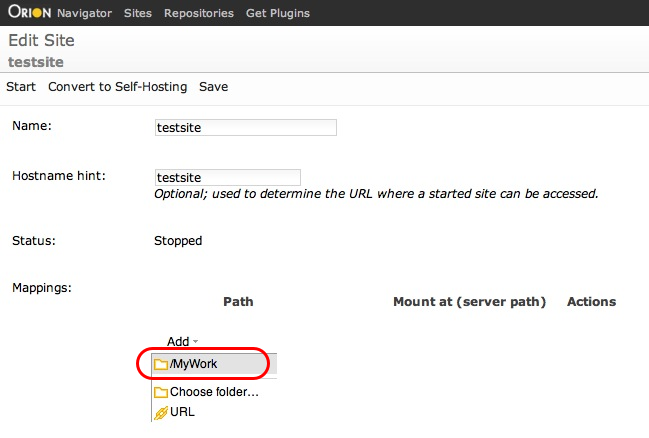 ORION Navigator Sites Repositories Get Plugins
Edit Site
testsite
Start Convert to Self-Hosting Save
Name: testsite
Hostname hint: testsite
Optional; used to determine the URL where a started site can be accessed.
Status: Stopped
Mappings:
Path Mount at (server path) Actions
Add
/MyWork
Choose folder...
URL